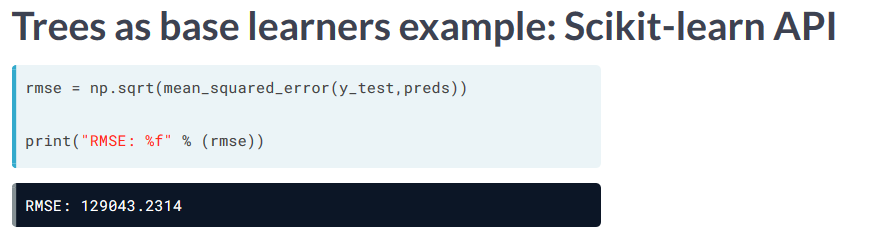 Trees as base learners example: Scikit-learn API
rmse = np.sqrt(mean_squared_error(y_test,preds))
print("RMSE: %f" % (rmse))
RMSE: 129043.2314